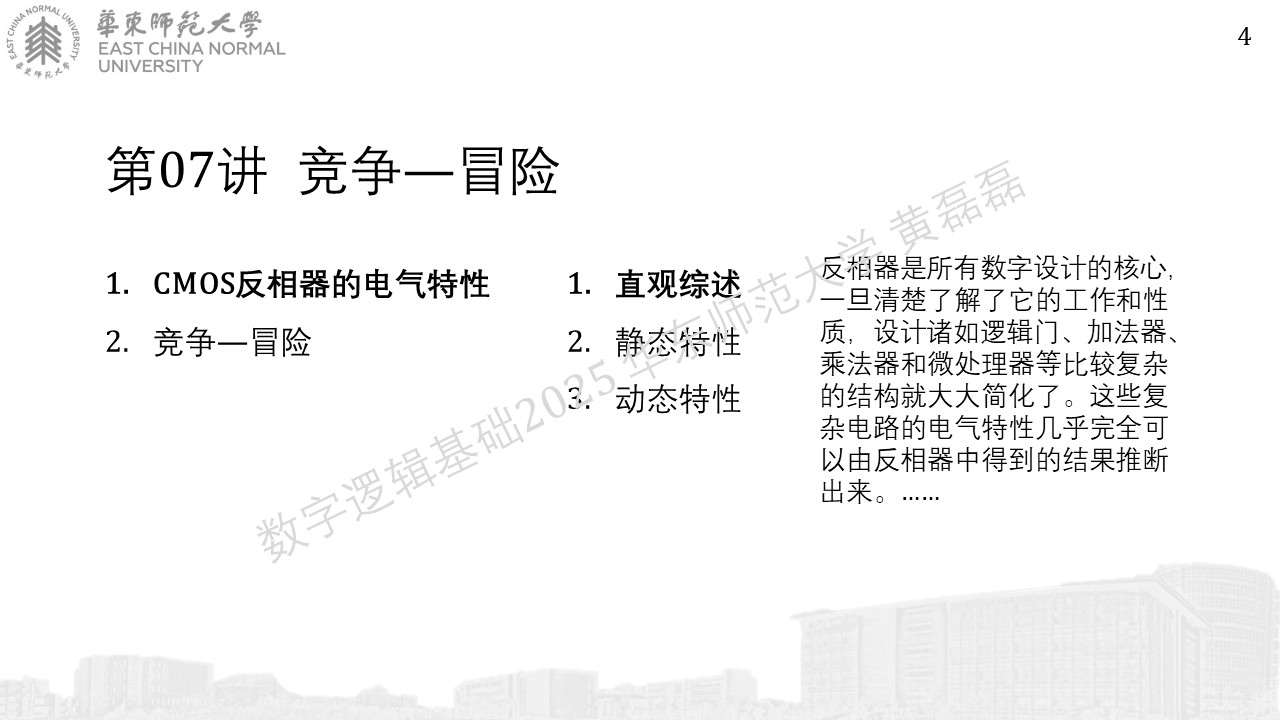 華東師範大學
EAST CHINA NORMAL
UNIVERSITY
4
第07讲 竞争—冒险
1. CMOS反相器的电气特性
2. 竞争—冒险
1. 直观综述
2. 静态特性
3. 动态特性
反相器是所有数字设计的核心,
一旦清楚了解了它的工作和性
质，设计诸如逻辑门、加法器、
乘法器和微处理器等比较复杂
的结构就大大简化了。这些复
杂电路的电气特性几乎完全可
以由反相器中得到的结果推断
出来。……
数字逻辑基础2025 华东师范大学 黄磊磊
EAST CHINA NORMAL UNIVERSITY
華東師范大學